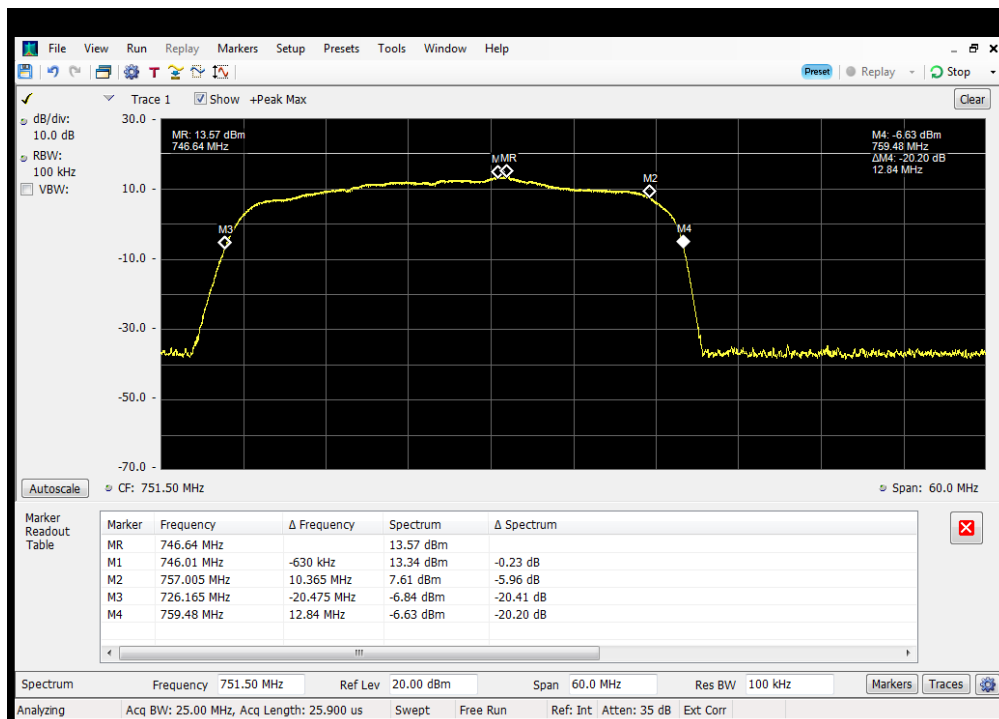 File View Run Replay Markers Setup Presets Tools Window Help
Preset Replay Stop
Trace 1 Show +Peak Max Clear
dB/div:
10.0 dB
RBW:
100 kHz
VBW:
30.0
10.0
-10.0
-30.0
-50.0
-70.0
MR: 13.57 dBm
746.64 MHz
M4: -6.63 dBm
759.48 MHz
ΔM4: -20.20 dB
12.84 MHz
MR
M2
M3
M4
Autoscale CF: 751.50 MHz Span: 60.0 MHz
Marker
Readout
Table
Marker Frequency Δ Frequency Spectrum Δ Spectrum
MR 746.64 MHz 13.57 dBm
M1 746.01 MHz -630 kHz 13.34 dBm -0.23 dB
M2 757.005 MHz 10.365 MHz 7.61 dBm -5.96 dB
M3 726.165 MHz -20.475 MHz -6.84 dBm -20.41 dB
M4 759.48 MHz 12.84 MHz -6.63 dBm -20.20 dB
Spectrum Frequency 751.50 MHz Ref Lev 20.00 dBm Span 60.0 MHz Res BW 100 kHz Markers Traces
Analyzing Acq BW: 25.00 MHz, Acq Length: 25.900 us Swept Free Run Ref: Int Atten: 35 dB Ext Corr